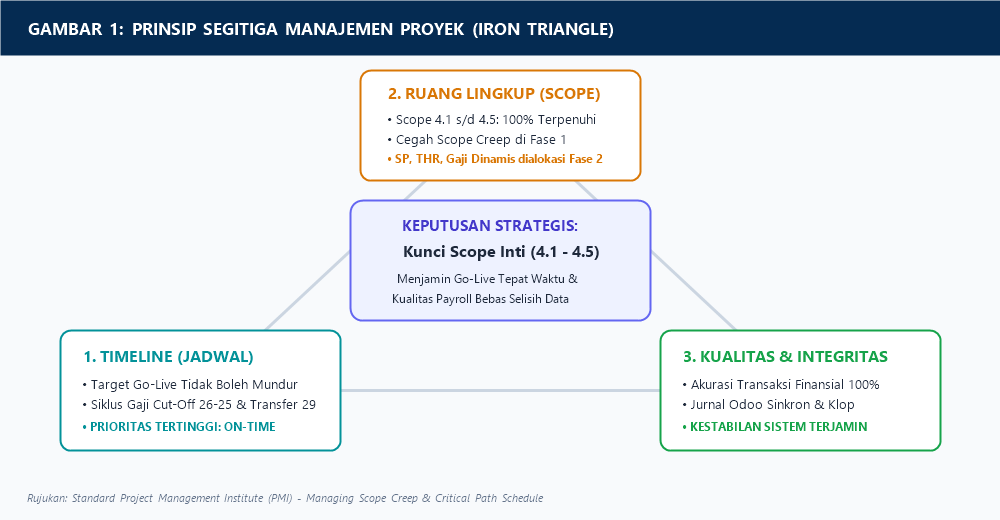 GAMBAR 1: PRINSIP SEGITIGA MANAJEMEN PROYEK (IRON TRIANGLE)
2. RUANG LINGKUP (SCOPE)
• Scope 4.1 s/d 4.5: 100% Terpenuhi
• Cegah Scope Creep di Fase 1
• SP, THR, Gaji Dinamis dialokasi Fase 2
KEPUTUSAN STRATEGIS:
Kunci Scope Inti (4.1 - 4.5)
Menjamin Go-Live Tepat Waktu &
Kualitas Payroll Bebas Selisih Data
1. TIMELINE (JADWAL)
• Target Go-Live Tidak Boleh Mundur
• Siklus Gaji Cut-Off 26-25 & Transfer 29
• PRIORITAS TERTINGGI: ON-TIME
3. KUALITAS & INTEGRITAS
• Akurasi Transaksi Finansial 100%
• Jurnal Odoo Sinkron & Klop
• KESTABILAN SISTEM TERJAMIN
Rujukan: Standard Project Management Institute (PMI) - Managing Scope Creep & Critical Path Schedule